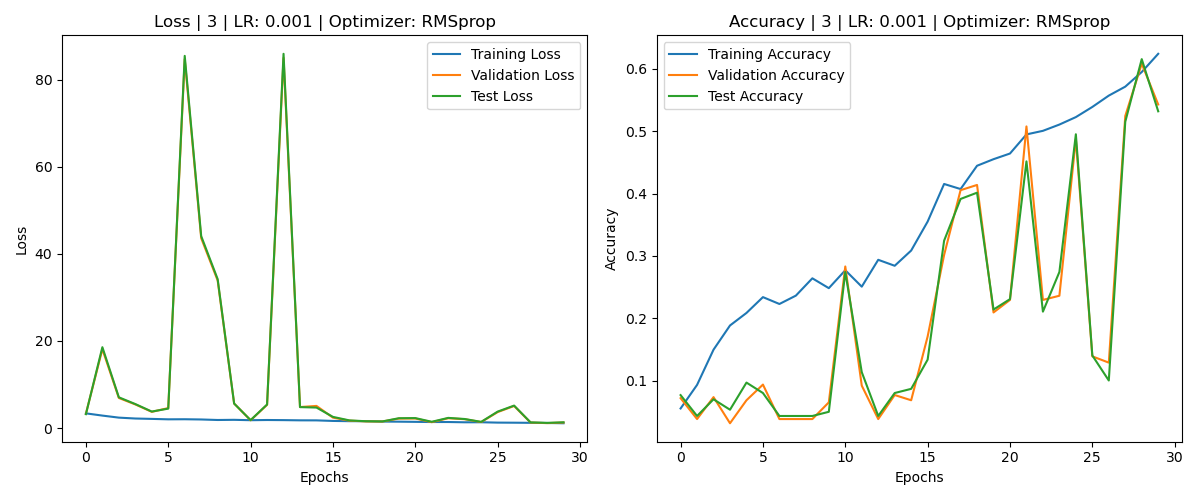 Loss | 3 | LR: 0.001 | Optimizer: RMSprop
Loss
80
60
40
20
0
Training Loss
Validation Loss
Test Loss
0 5 10 15 20 25 30
Epochs
Accuracy | 3 | LR: 0.001 | Optimizer: RMSprop
Accuracy
0.6
0.5
0.4
0.3
0.2
0.1
Training Accuracy
Validation Accuracy
Test Accuracy
0 5 10 15 20 25 30
Epochs